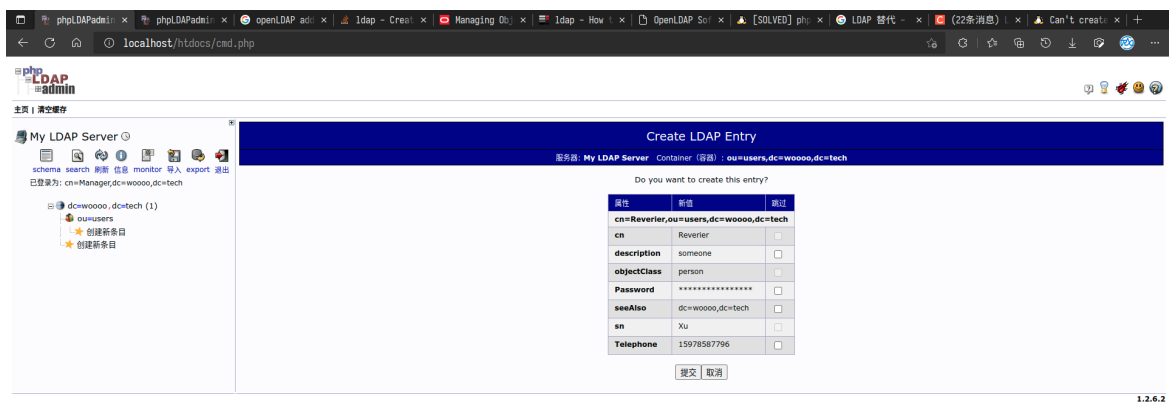 phpLDAPadmin
phpLDAPadmin
openLDAP add
ldap - Creat
Managing Obj
ldap - How t
OpenLDAP Sof
[SOLVED] php
LDAP 替代 -
(22条消息) L
Can't create
localhost/htdocs/cmd.php
php
LDAP
admin
主页 | 清空缓存
My LDAP Server
schema search 刷新 信息 monitor 导入 export 退出
已登录为: cn=Manager,dc=woooo,dc=tech
dc=woooo,dc=tech (1)
ou=users
创建新条目
创建新条目
Create LDAP Entry
服务器: My LDAP Server Container (容器) : ou=users,dc=woooo,dc=tech
Do you want to create this entry?
属性 新值 跳过
cn=Reverier,ou=users,dc=woooo,dc=tech
cn Reverier
description someone
objectClass person
Password ****************
seeAlso dc=woooo,dc=tech
sn Xu
Telephone 15978587796
提交 取消
1.2.6.2